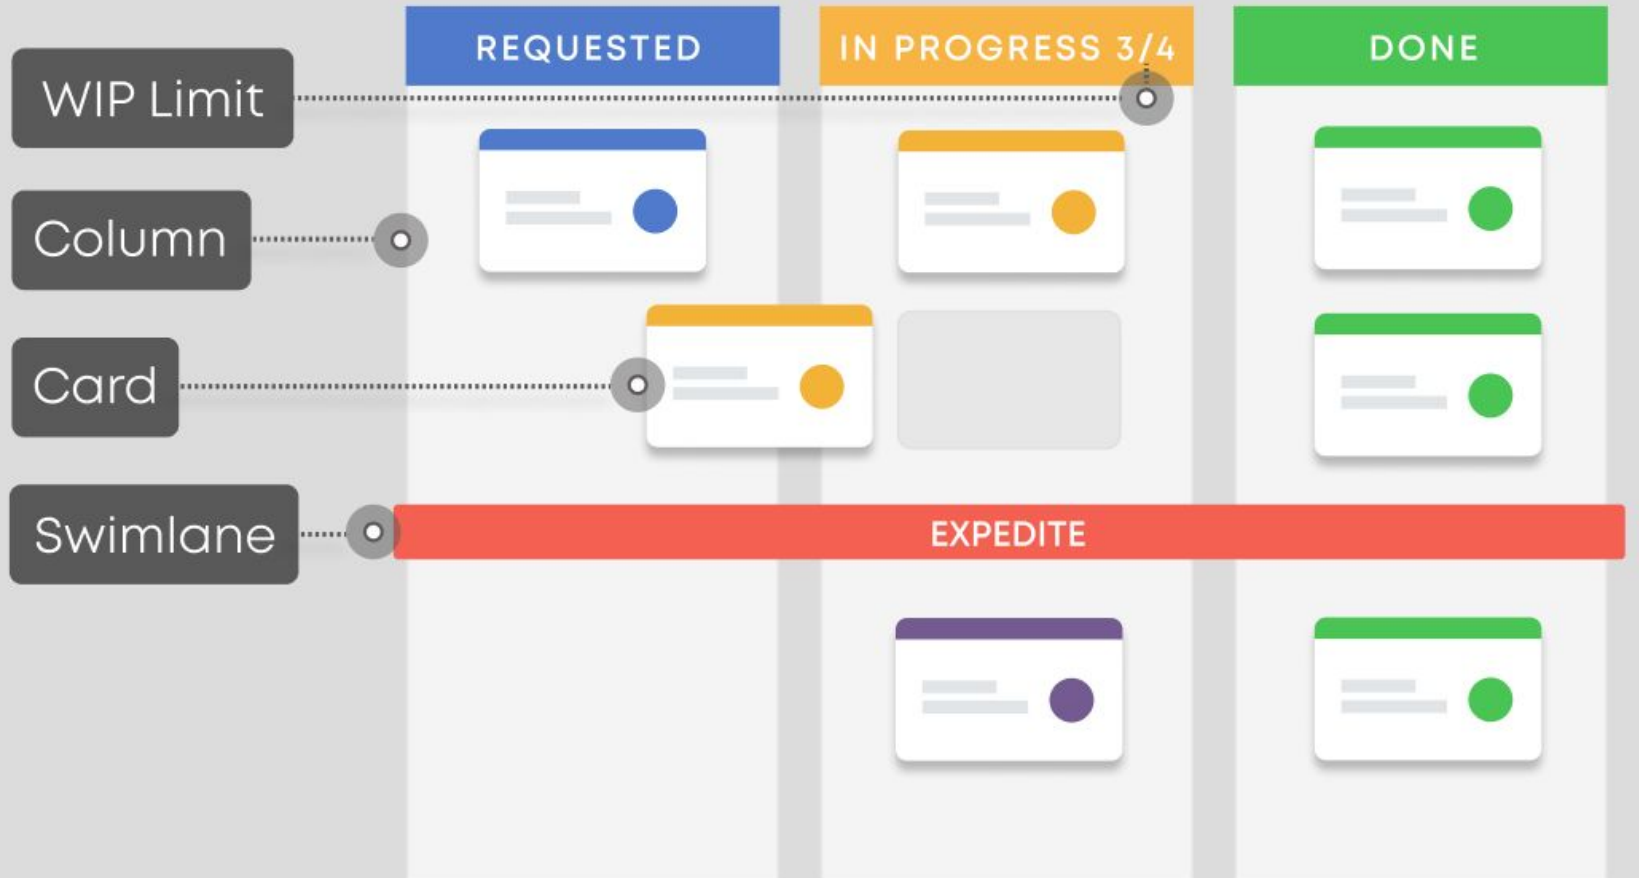 REQUESTED
IN PROGRESS 3/4
DONE
WIP Limit
Column
Card
Swimlane
EXPEDITE